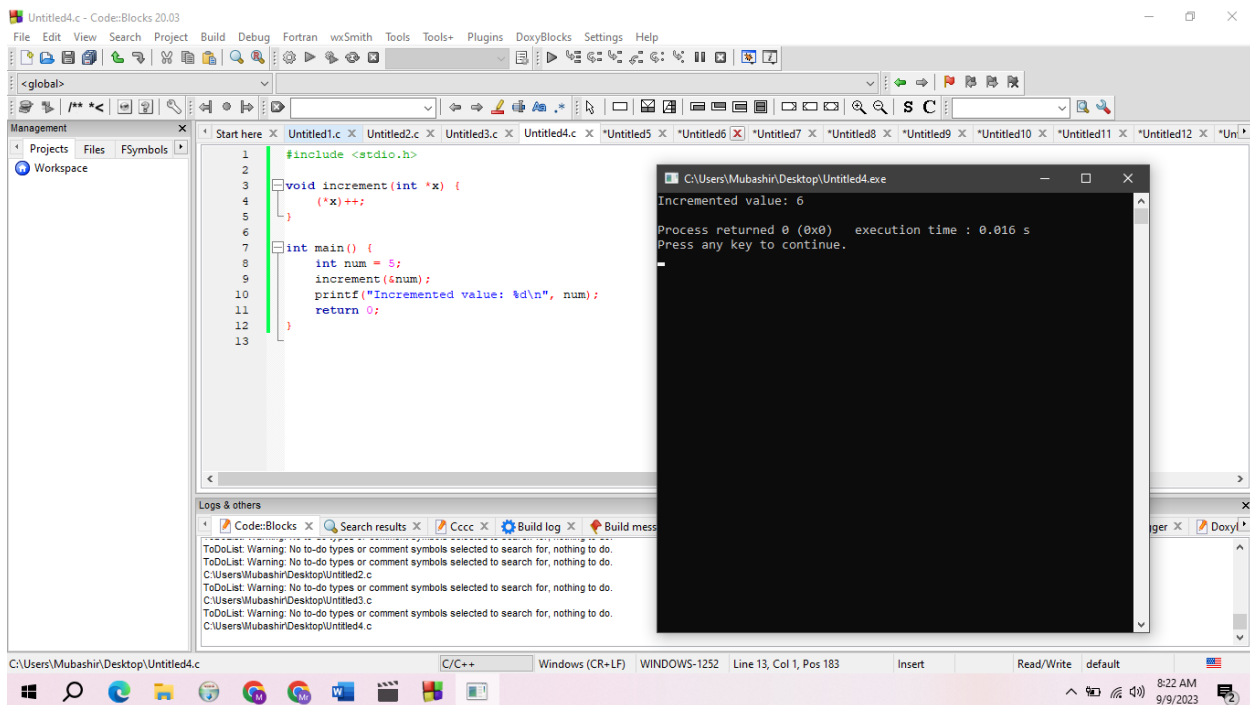 Untitled4.c - Code::Blocks 20.03
File Edit View Search Project Build Debug Fortran wxSmith Tools Tools+ Plugins DoxyBlocks Settings Help
<global>
/** *<
.*
S C
Management
Projects Files FSymbols
Workspace
Start here Untitled1.c Untitled2.c Untitled3.c Untitled4.c *Untitled5 *Untitled6 *Untitled7 *Untitled8 *Untitled9 *Untitled10 *Untitled11 *Untitled12 *Un
1 #include <stdio.h>
2
3 void increment(int *x) {
4 (*x)++;
5 }
6
7 int main() {
8 int num = 5;
9 increment(&num);
10 printf("Incremented value: %d\n", num);
11 return 0;
12 }
13
C:\Users\Mubashir\Desktop\Untitled4.exe
Incremented value: 6
Process returned 0 (0x0) execution time : 0.016 s
Press any key to continue.
Logs & others
Code::Blocks Search results Cccc Build log Build mess gger Doxyl
ToDoList: Warning: No to-do types or comment symbols selected to search for, nothing to do.
ToDoList: Warning: No to-do types or comment symbols selected to search for, nothing to do.
C:\Users\Mubashir\Desktop\Untitled2.c
ToDoList: Warning: No to-do types or comment symbols selected to search for, nothing to do.
C:\Users\Mubashir\Desktop\Untitled3.c
ToDoList: Warning: No to-do types or comment symbols selected to search for, nothing to do.
C:\Users\Mubashir\Desktop\Untitled4.c
C:\Users\Mubashir\Desktop\Untitled4.c C/C++ Windows (CR+LF) WINDOWS-1252 Line 13, Col 1, Pos 183 Insert Read/Write default
8:22 AM
9/9/2023
2